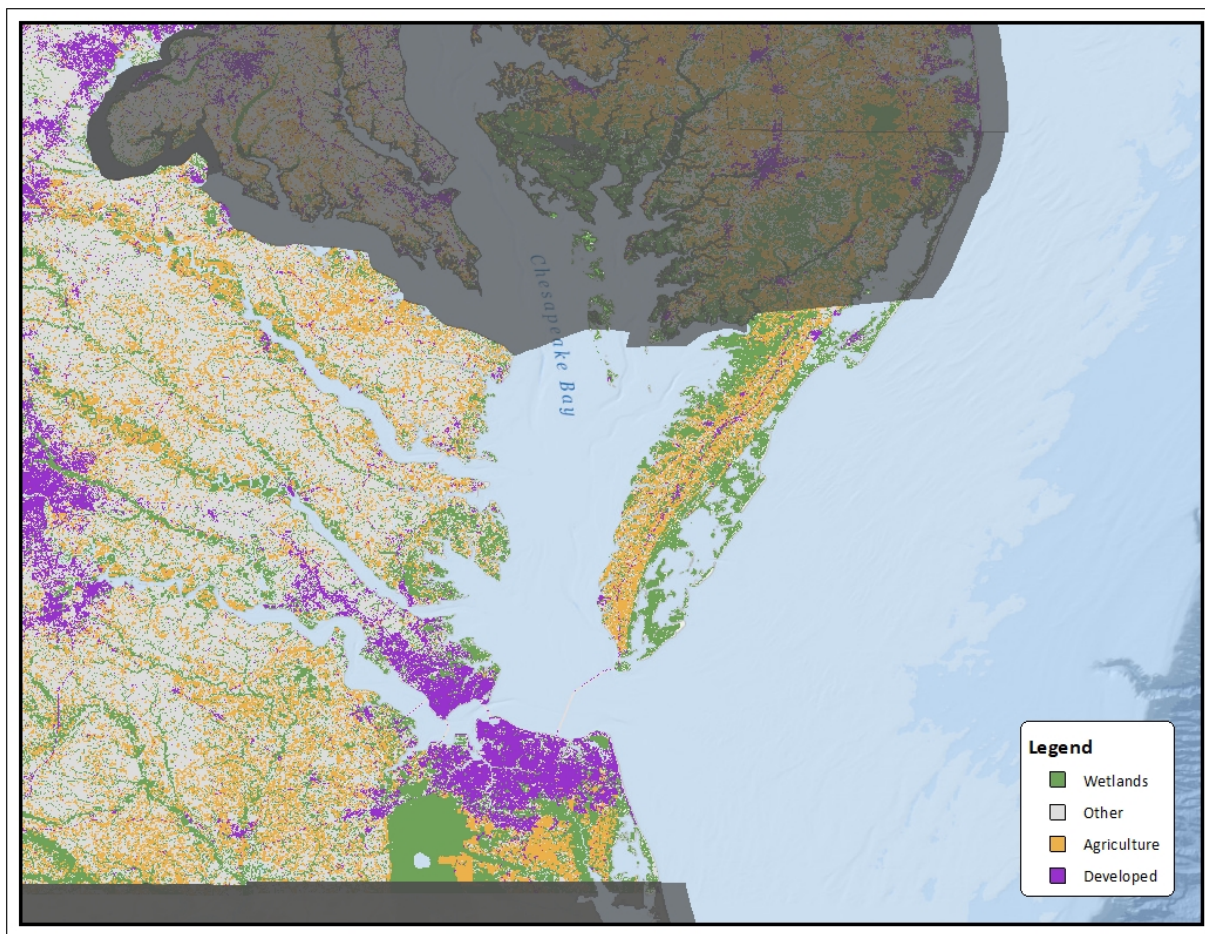 Chesapeake Bay
Legend
Wetlands
Other
Agriculture
Developed